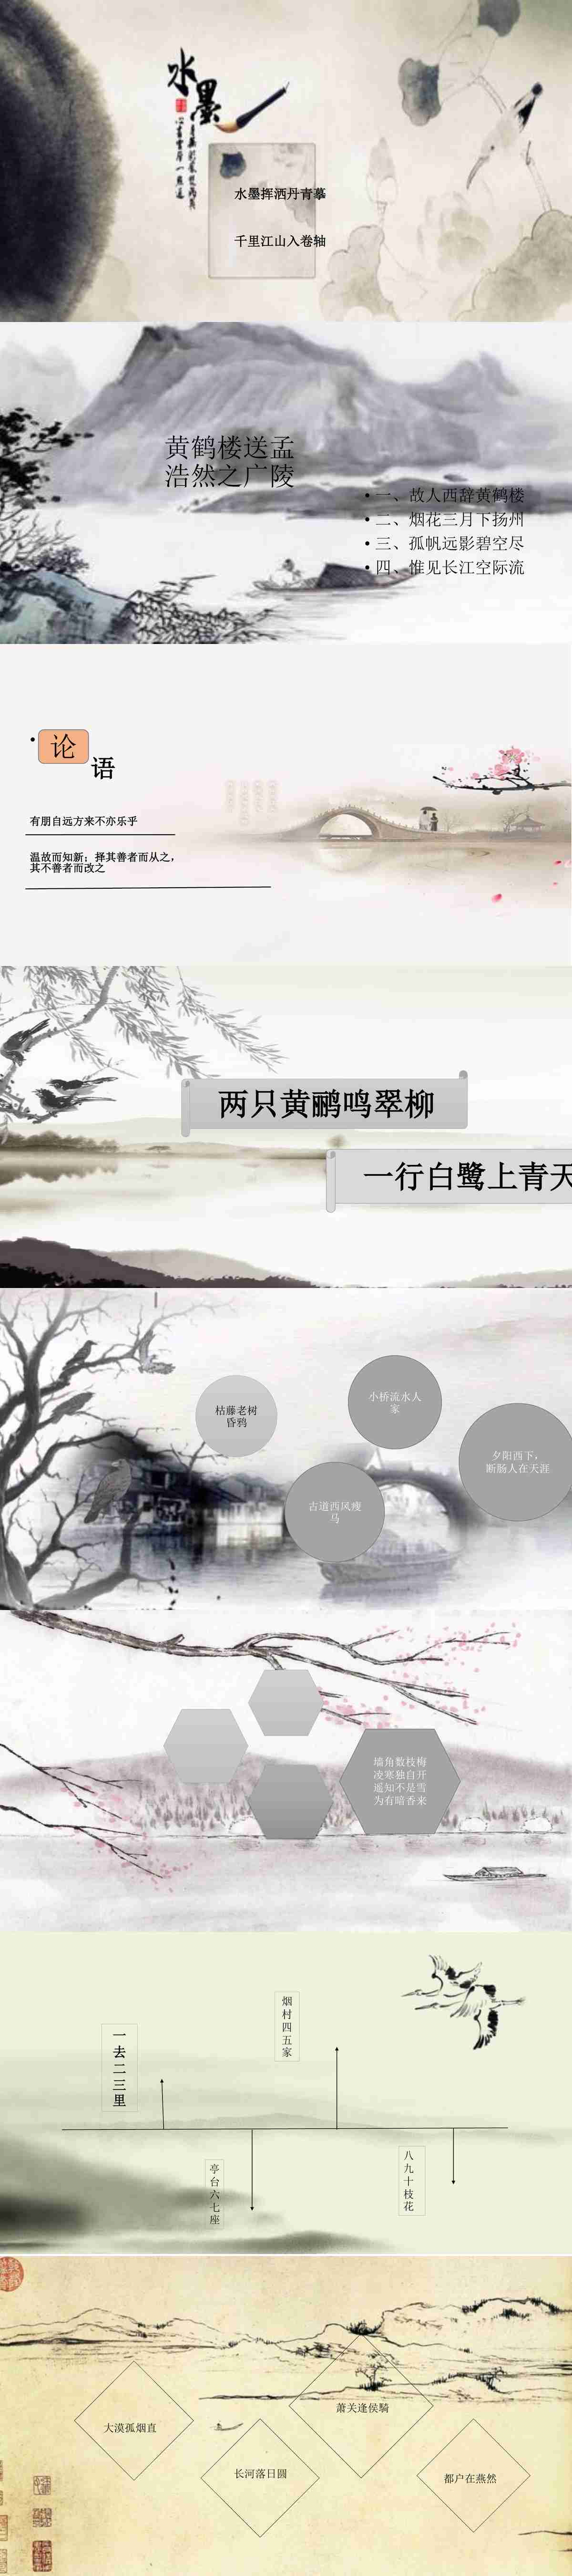 水墨
水墨挥洒丹青摹
千里江山入卷轴
黄鹤楼送孟
浩然之广陵
• 一、故人西辞黄鹤楼
• 二、烟花三月下扬州
• 三、孤帆远影碧空尽
• 四、惟见长江空际流
• 论
语
有朋自远方来不亦乐乎
温故而知新；择其善者而从之，
其不善者而改之
两只黄鹂鸣翠柳
一行白鹭上青天
枯藤老树
昏鸦
小桥流水人
家
古道西风瘦
马
夕阳西下，
断肠人在天涯
墙角数枝梅
凌寒独自开
遥知不是雪
为有暗香来
一去二三里
烟村四五家
亭台六七座
八九十枝花
大漠孤烟直
长河落日圆
萧关逢侯騎
都户在燕然